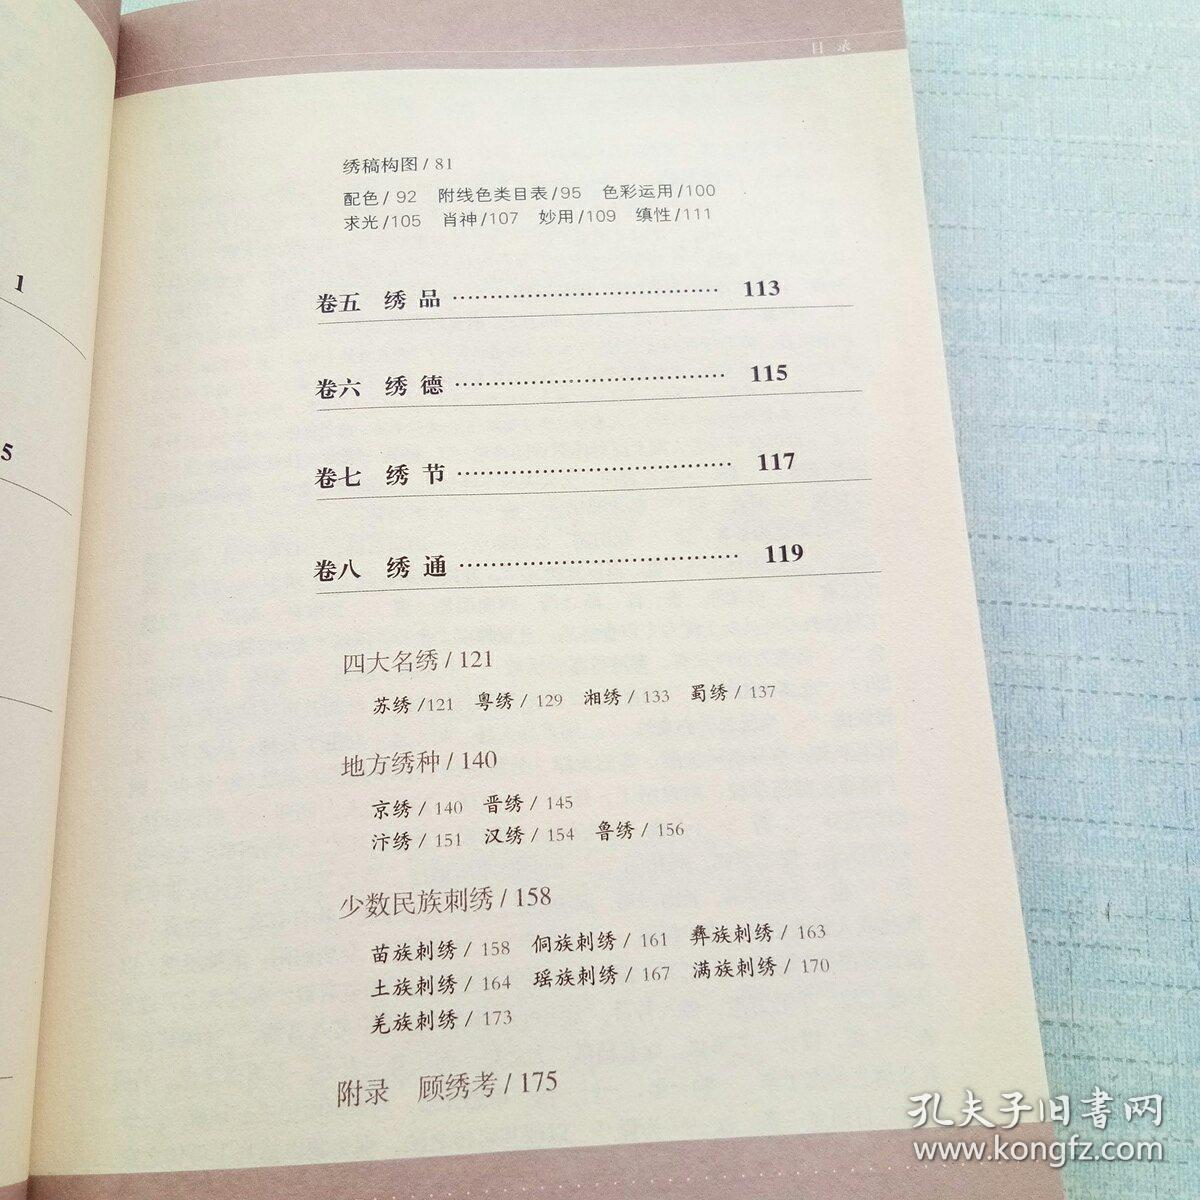 目录
绣稿构图/81
配色/92 附线色类目表/95 色彩运用/100
求光/105 肖神/107 妙用/109 缜性/111
1
卷五 绣品 …………………………… 113
卷六 绣德 …………………………… 115
5
卷七 绣节 …………………………… 117
卷八 绣通 …………………………… 119
四大名绣/121
苏绣/121 粤绣/129 湘绣/133 蜀绣/137
地方绣种/140
京绣/140 晋绣/145
汴绣/151 汉绣/154 鲁绣/156
少数民族刺绣/158
苗族刺绣/158 侗族刺绣/161 彝族刺绣/163
土族刺绣/164 瑶族刺绣/167 满族刺绣/170
羌族刺绣/173
附录 顾绣考/175
孔夫子旧书网
www.kongfz.com